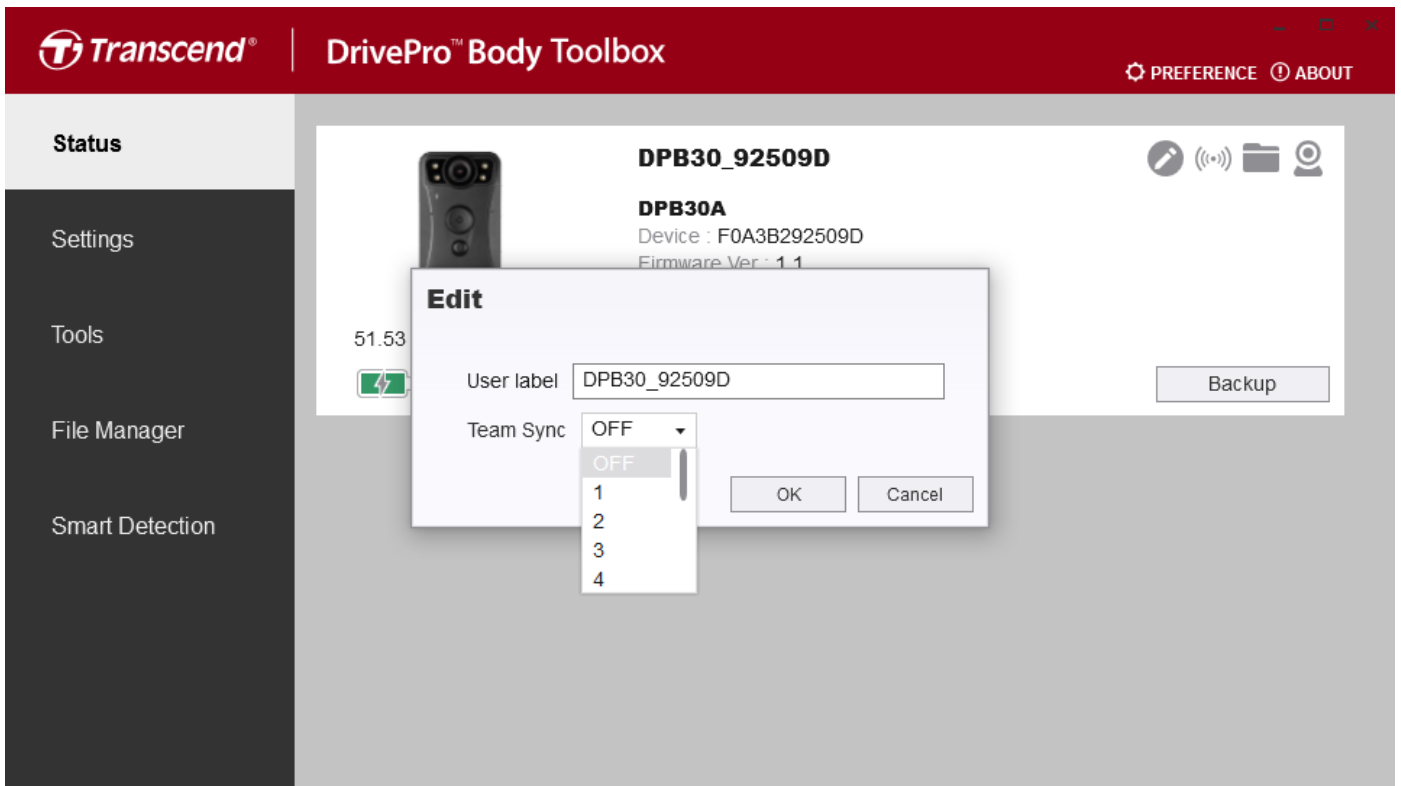 Transcend®
DrivePro™ Body Toolbox
PREFERENCE ABOUT
Status
Settings
Tools
File Manager
Smart Detection
DPB30_92509D
DPB30A
Device : F0A3B292509D
Firmware Ver : 1.1
51.53
Backup
Edit
User label DPB30_92509D
Team Sync OFF
OFF
1
2
3
4
OK Cancel